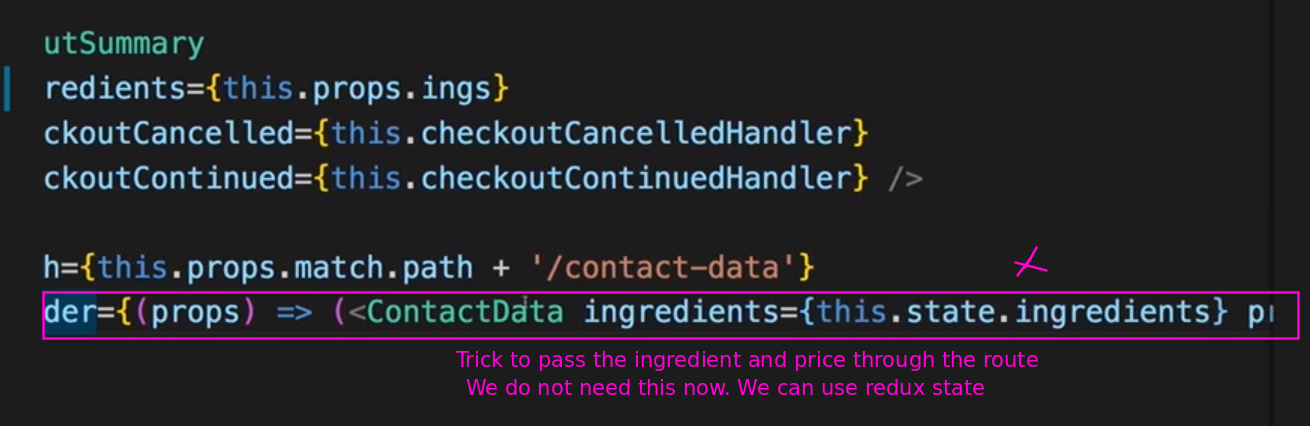 utSummary
redients={this.props.ings}
ckoutCancelled={this.checkoutCancelledHandler}
ckoutContinued={this.checkoutContinuedHandler} />
h={this.props.match.path + '/contact-data'}
der={(props) => (<ContactData ingredients={this.state.ingredients} p
Trick to pass the ingredient and price through the route
We do not need this now. We can use redux state